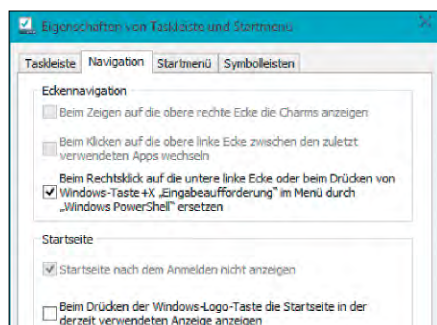 Eigenschaften von Taskleiste und Startmenü
Taskleiste Navigation Startmenü Symbolleisten
Eckennavigation
Beim Zeigen auf die obere rechte Ecke die Charms anzeigen
Beim Klicken auf die obere linke Ecke zwischen den zuletzt
verwendeten Apps wechseln
Beim Rechtsklick auf die untere linke Ecke oder beim Drücken von
Windows-Taste+X „Eingabeaufforderung" im Menü durch
„Windows PowerShell" ersetzen
Startseite
Startseite nach dem Anmelden nicht anzeigen
Beim Drücken der Windows-Logo-Taste die Startseite in der
derzeit verwendeten Anzeige anzeigen